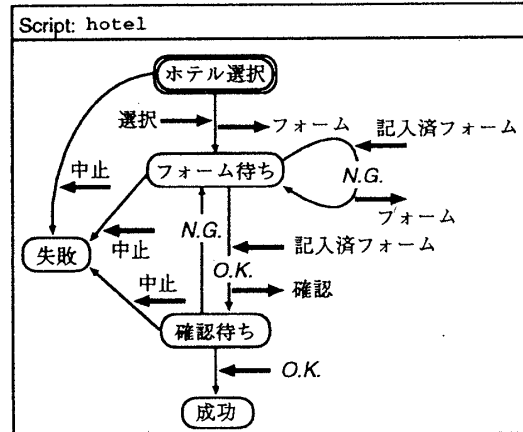 Script: hotel
ホテル選択
選択
フォーム
記入済フォーム
中止
フォーム待ち
N.G.
フォーム
N.G.
中止
記入済フォーム
失敗
O.K.
中止
確認
確認待ち
O.K.
成功